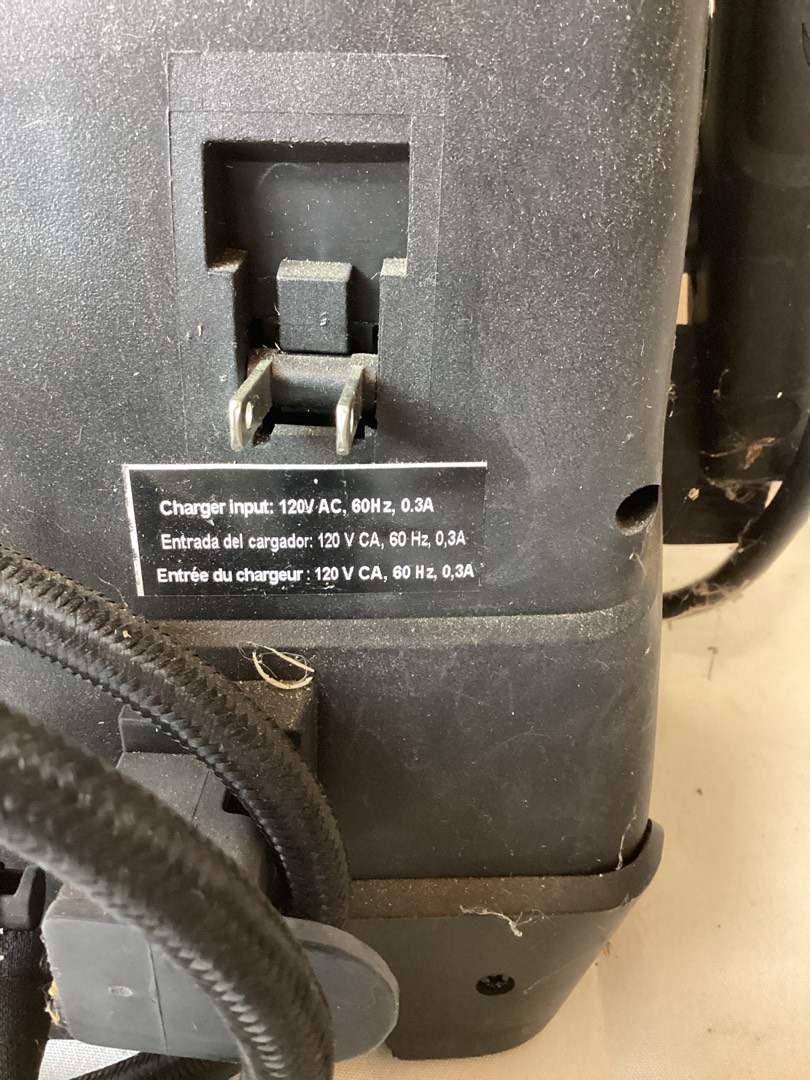 Charger input: 120V AC, 60Hz, 0.3A
Entrada del cargador: 120 V CA, 60 Hz, 0,3A
Entrée du chargeur : 120 V CA, 60 Hz, 0,3A